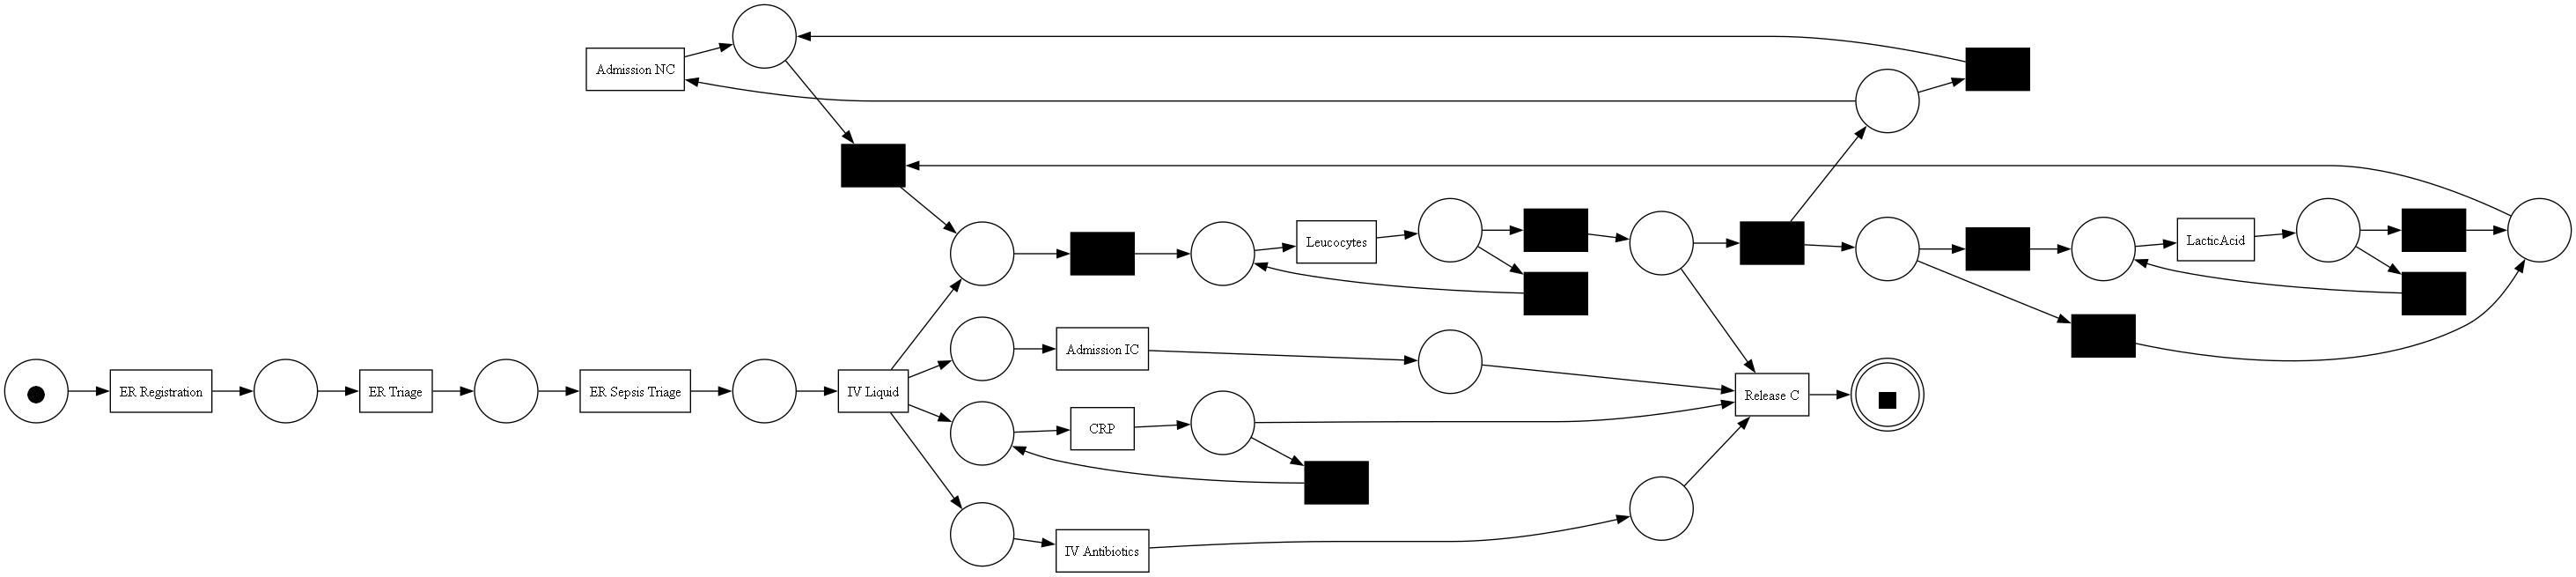 Admission NC
Leucocytes
LacticAcid
Admission IC
ER Registration
ER Triage
ER Sepsis Triage
IV Liquid
Release C
CRP
IV Antibiotics